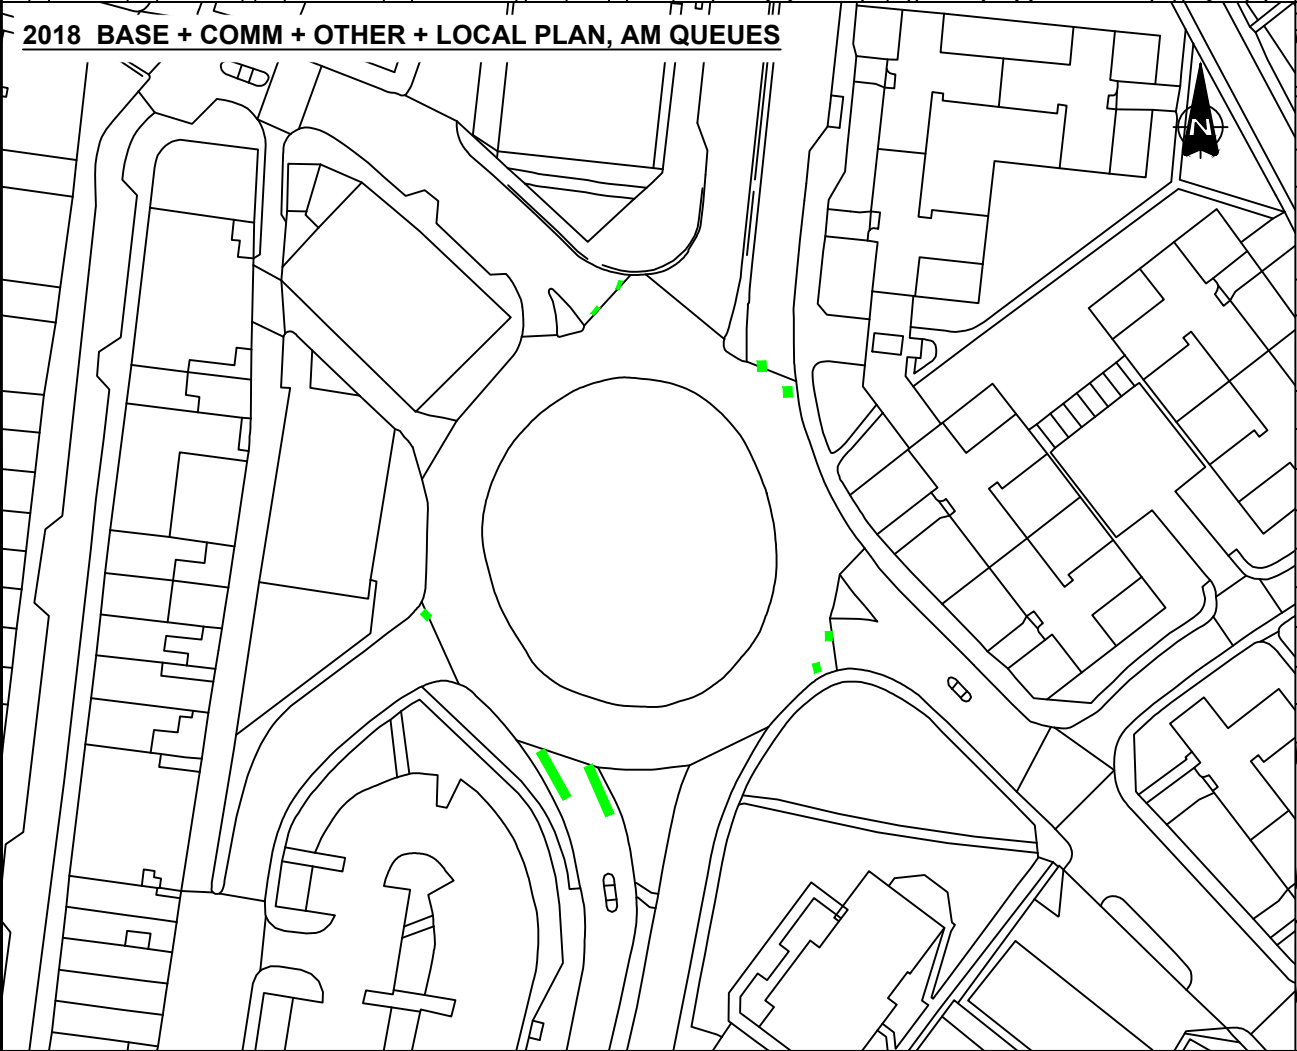 2018 BASE + COMM + OTHER + LOCAL PLAN, AM QUEUES
N